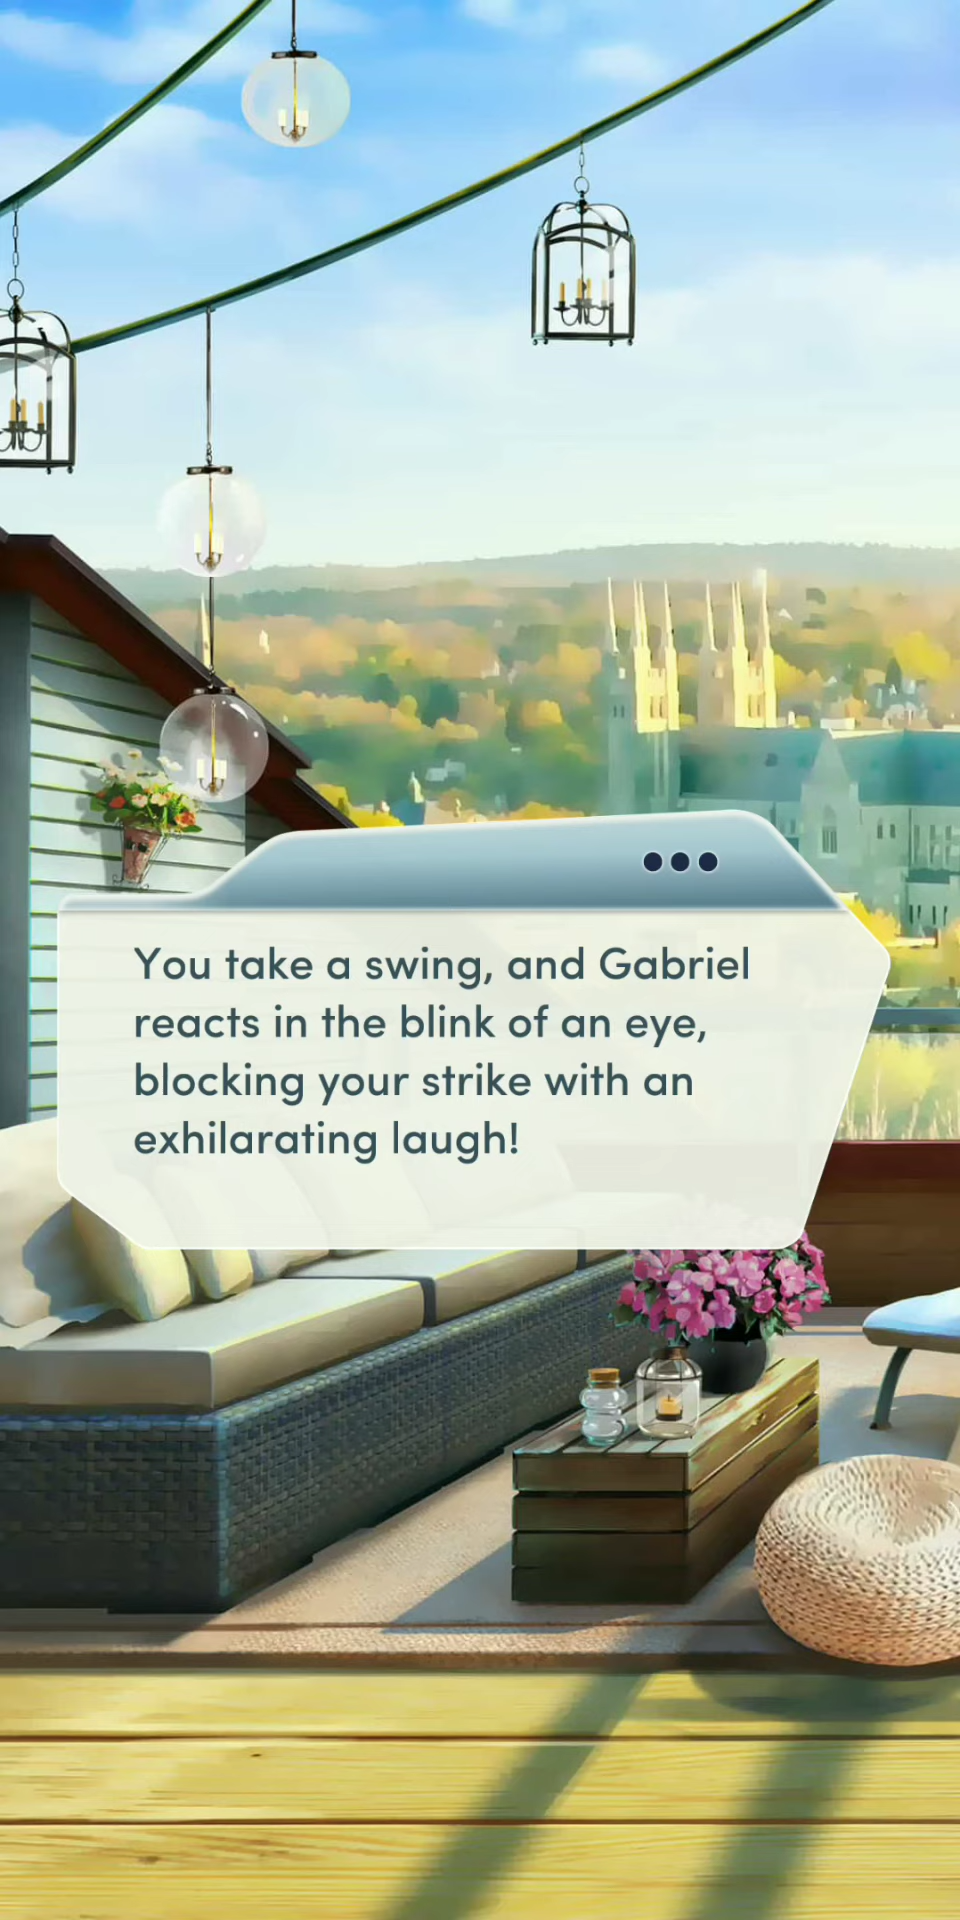 You take a swing, and Gabriel
reacts in the blink of an eye,
blocking your strike with an
exhilarating laugh!